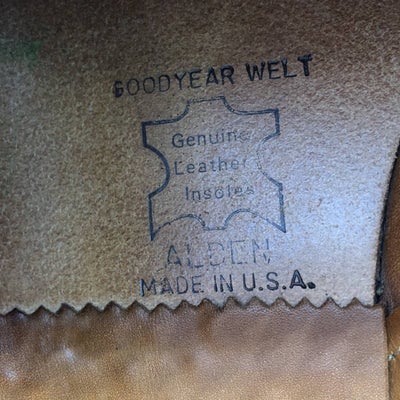 GOODYEAR WELT
Genuine
Leather
Insoles
ALDEN
MADE IN U.S.A.